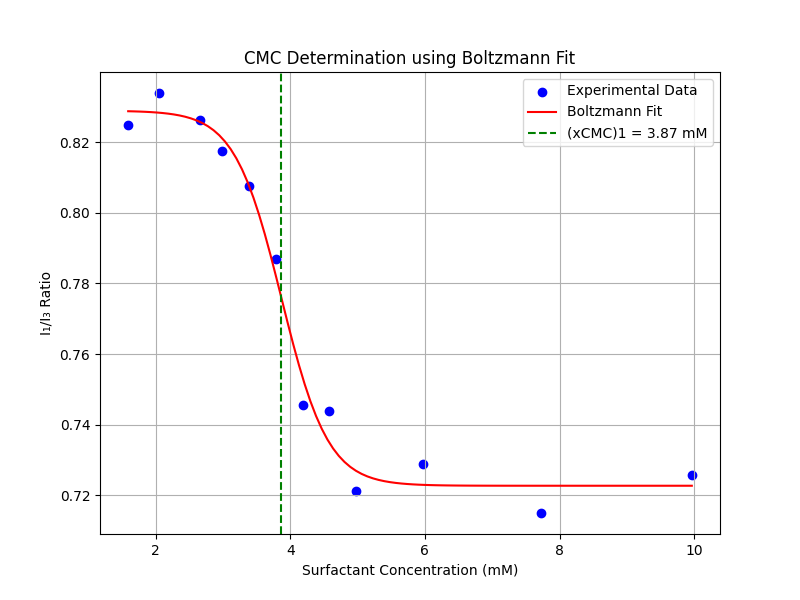 CMC Determination using Boltzmann Fit
Experimental Data
Boltzmann Fit
(xCMC)1 = 3.87 mM
I₁/I₃ Ratio
0.82
0.80
0.78
0.76
0.74
0.72
2 4 6 8 10
Surfactant Concentration (mM)